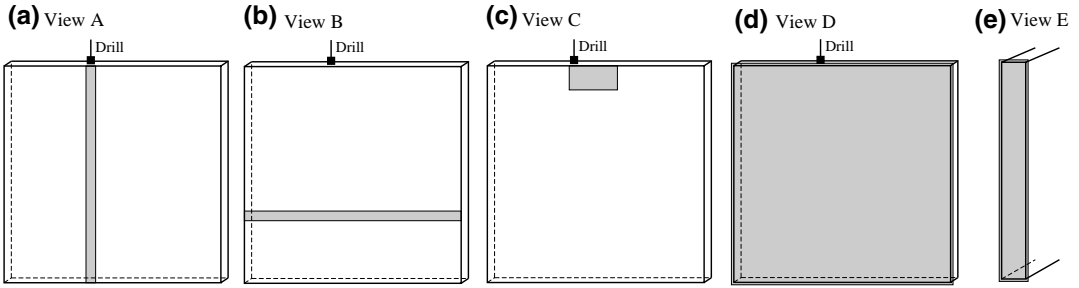 (a) View A
Drill
(b) View B
Drill
(c) View C
Drill
(d) View D
Drill
(e) View E